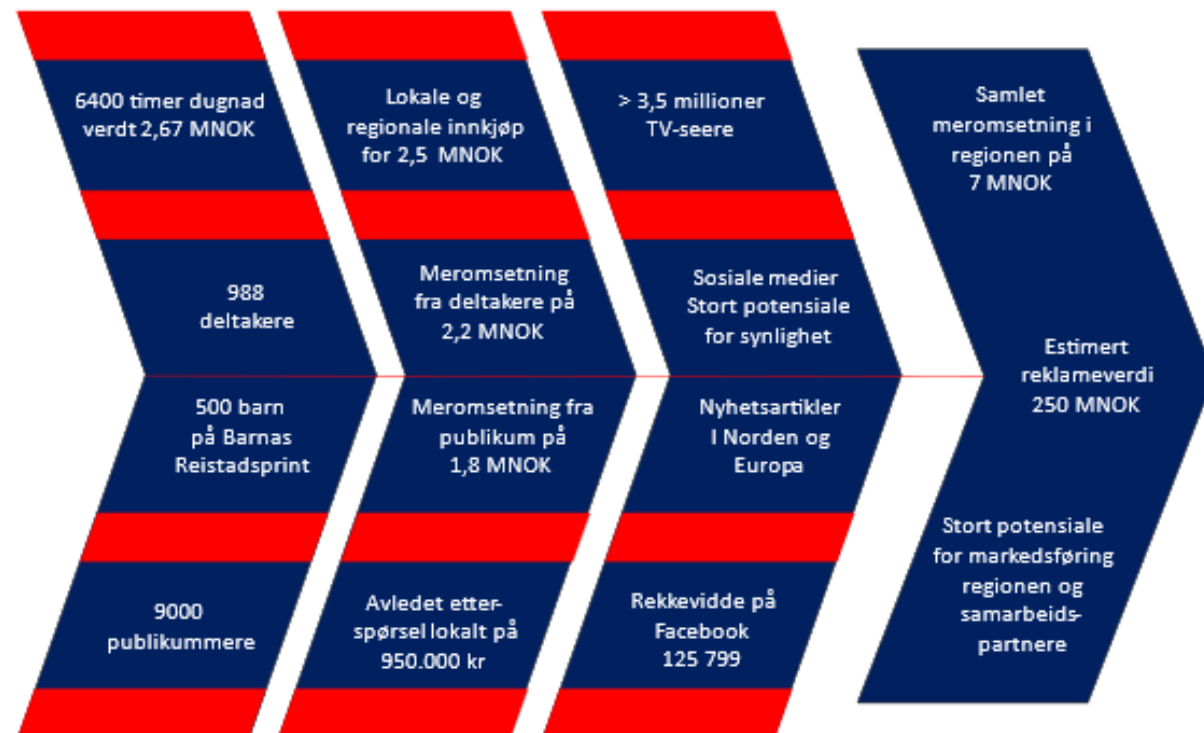 6400 timer dugnad
verdt 2,67 MNOK
988
deltakere
500 barn
på Barnas
Reistadsprint
9000
publikummere
Lokale og
regionale innkjøp
for 2,5 MNOK
Meromsetning
fra deltakere på
2,2 MNOK
Meromsetning fra
publikum på
1,8 MNOK
Avledet etter-
spørsel lokalt på
950.000 kr
> 3,5 millioner
TV-seere
Sosiale medier
Stort potensiale
for synlighet
Nyhetsartikler
I Norden og
Europa
Rekkevidde på
Facebook
125 799
Samlet
meromsetning i
regionen på
7 MNOK
Estimert
reklameverdi
250 MNOK
Stort potensiale
for markedsføring
regionen og
samarbeids-
partnere